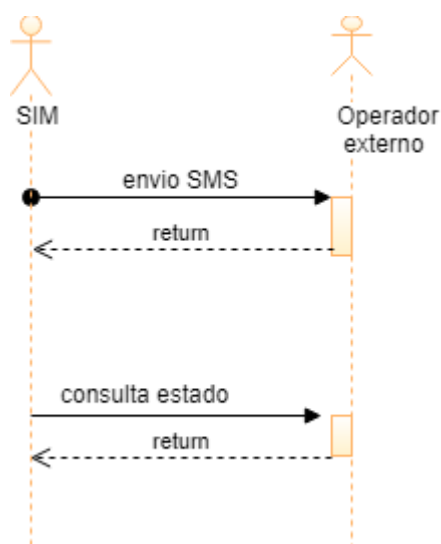 SIM
Operador
externo
envio SMS
return
consulta estado
return